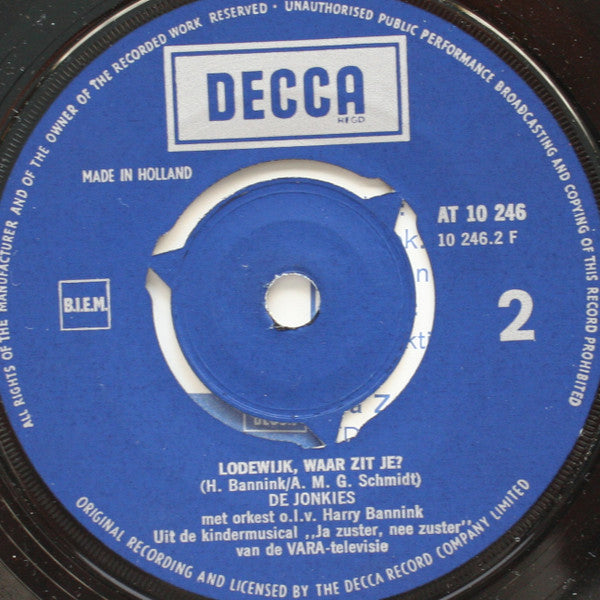 ALL RIGHTS OF THE MANUFACTURER AND OF THE OWNER OF THE RECORDED WORK RESERVED · UNAUTHORISED PUBLIC PERFORMANCE BROADCASTING AND COPYING OF THIS RECORD PROHIBITED
DECCA
REGD
MADE IN HOLLAND
AT 10 246
10 246.2 F
B.I.E.M.
2
DECCA
LODEWIJK, WAAR ZIT JE?
(H. Bannink/A. M. G. Schmidt)
DE JONKIES
met orkest o.l.v. Harry Bannink
Uit de kindermusical ,,Ja zuster, nee zuster''
van de VARA-televisie
ORIGINAL RECORDING AND LICENSED BY THE DECCA RECORD COMPANY LIMITED